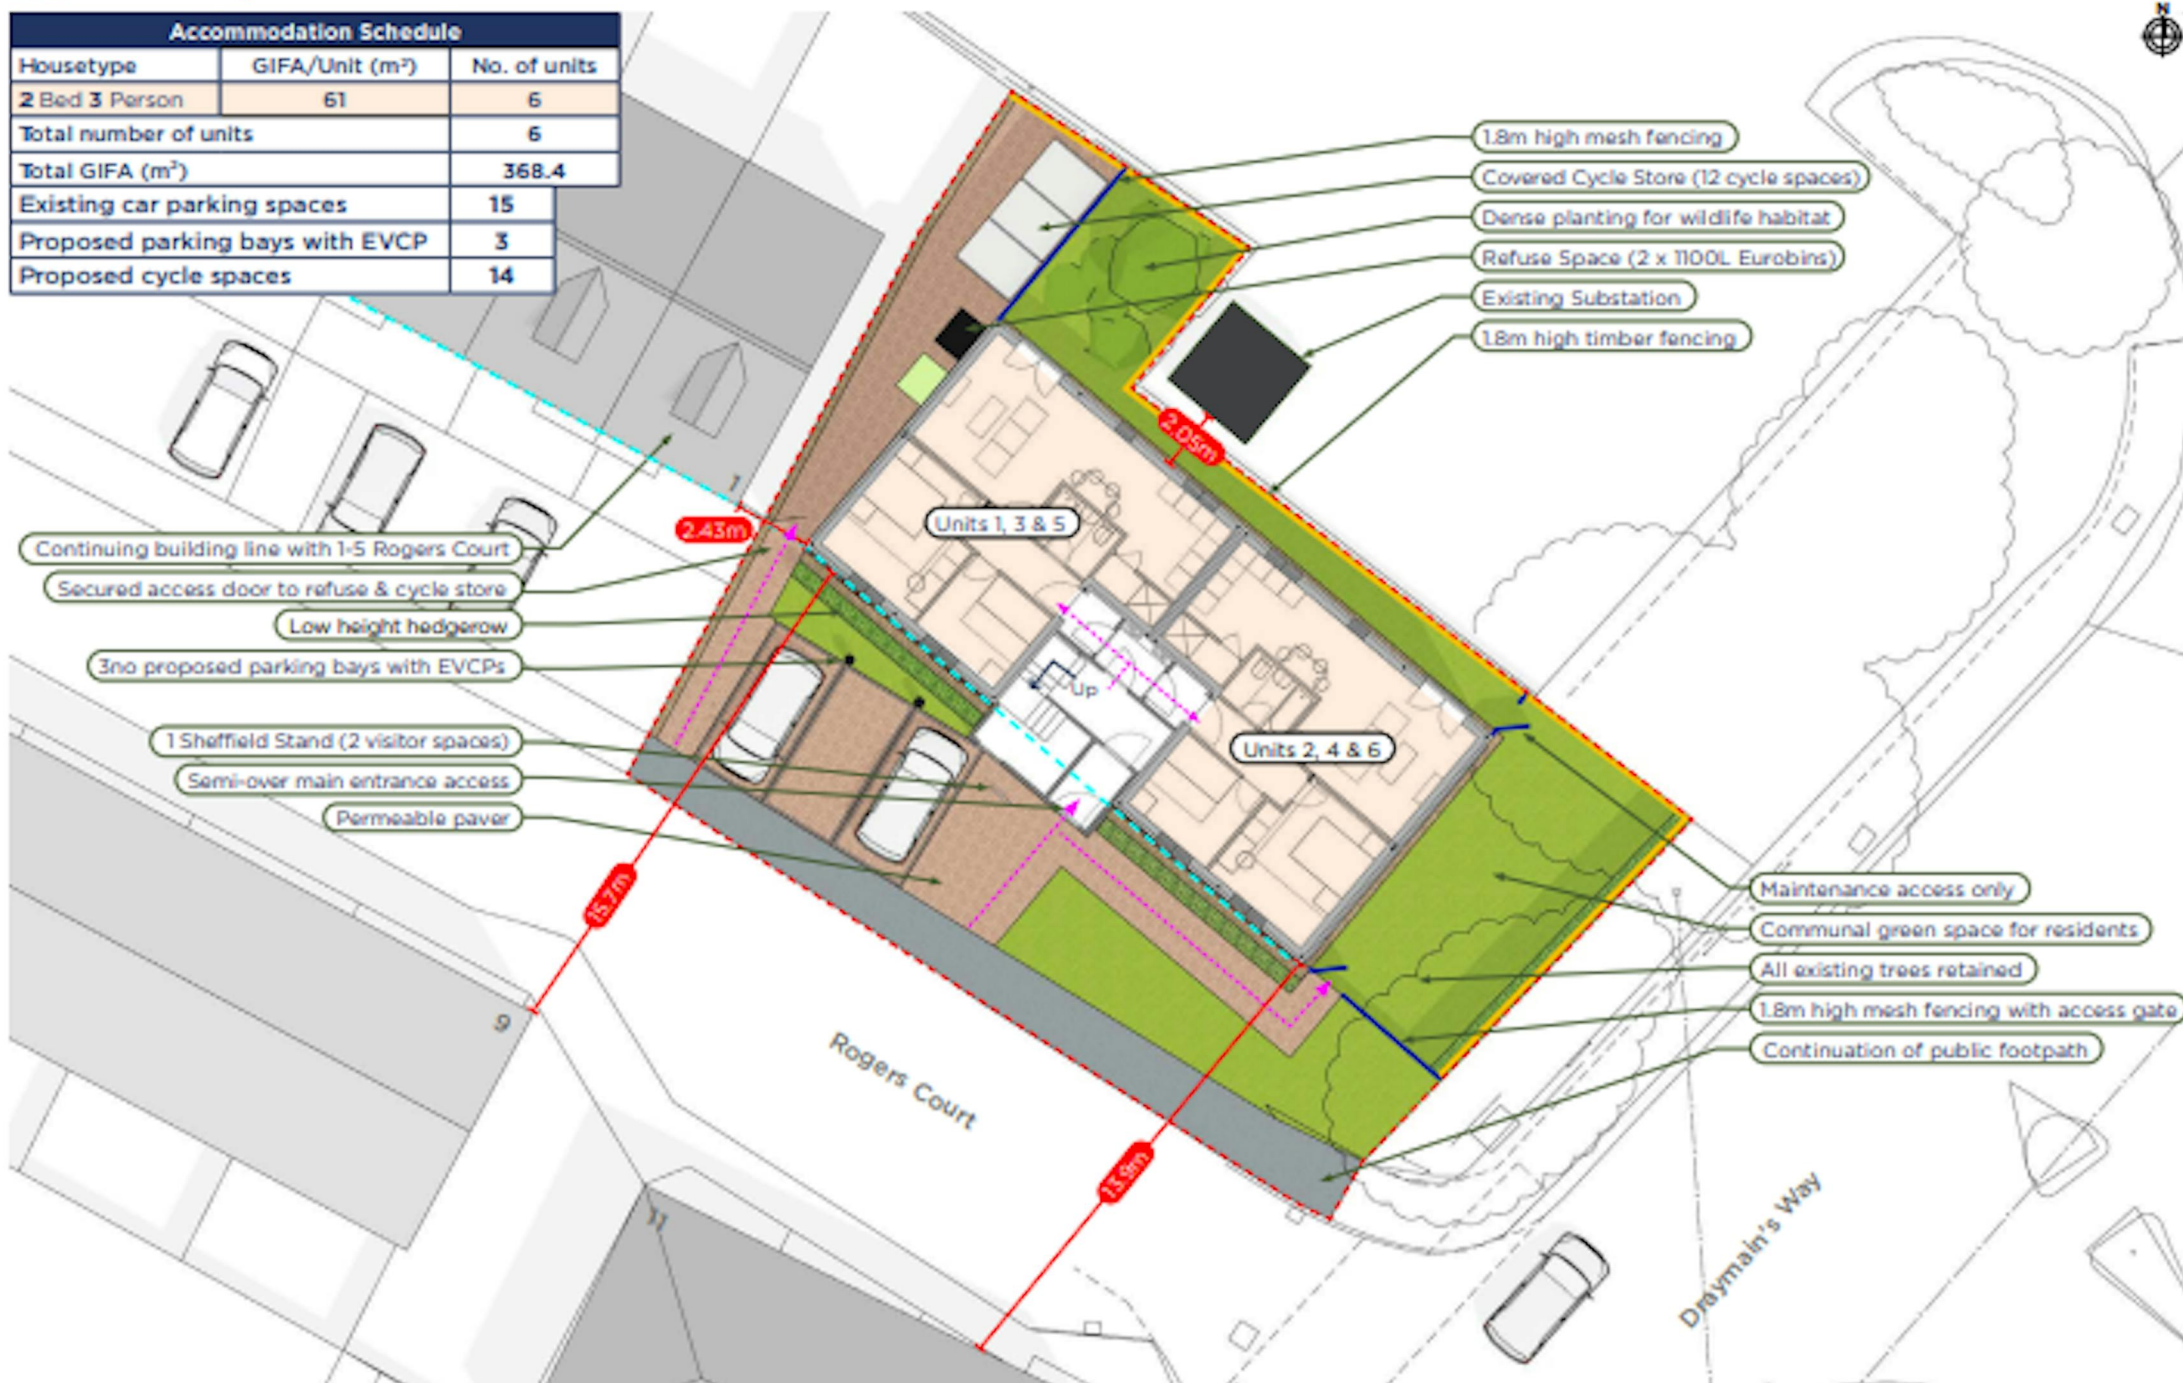 Accommodation Schedule
Housetype GIFA/Unit (m²) No. of units
2 Bed 3 Person 61 6
Total number of units 6
Total GIFA (m²) 368.4
Existing car parking spaces 15
Proposed parking bays with EVCP 3
Proposed cycle spaces 14
N
1.8m high mesh fencing
Covered Cycle Store (12 cycle spaces)
Dense planting for wildlife habitat
Refuse Space (2 x 1100L Eurobins)
Existing Substation
1.8m high timber fencing
2.05m
1
2.43m
Units 1, 3 & 5
Continuing building line with 1-5 Rogers Court
Secured access door to refuse & cycle store
Low height hedgerow
3no proposed parking bays with EVCPs
1 Sheffield Stand (2 visitor spaces)
Semi-over main entrance access
Permeable paver
Up
Units 2, 4 & 6
15.7m
Maintenance access only
Communal green space for residents
All existing trees retained
1.8m high mesh fencing with access gate
Continuation of public footpath
9
Rogers Court
13.9m
11
Draymain's Way